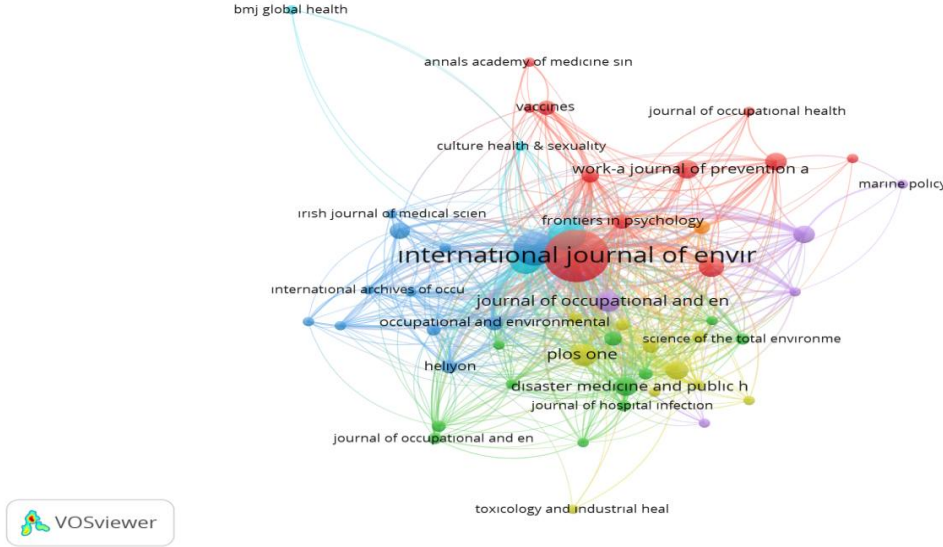 bmj global health
annals academy of medicine sin
vaccines
journal of occupational health
culture health & sexuality
work-a journal of prevention a
marine policy
irish journal of medical scien
frontiers in psychology
international journal of envir
international archives of occu
journal of occupational and en
occupational and environmental
science of the total environme
plos one
heliyon
disaster medicine and public h
journal of hospital infection
journal of occupational and en
toxicology and industrial heal
VOSviewer